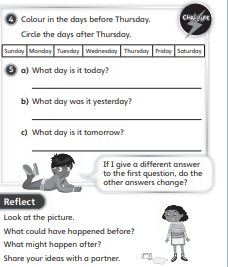 4 Colour in the days before Thursday.
Circle the days after Thursday.
CHALLENGE
Sunday Monday Tuesday Wednesday Thursday Friday Saturday
5 a) What day is it today?
b) What day was it yesterday?
c) What day is it tomorrow?
If I give a different answer
to the first question, do the
other answers change?
Reflect
Look at the picture.
What could have happened before?
What might happen after?
Share your ideas with a partner.